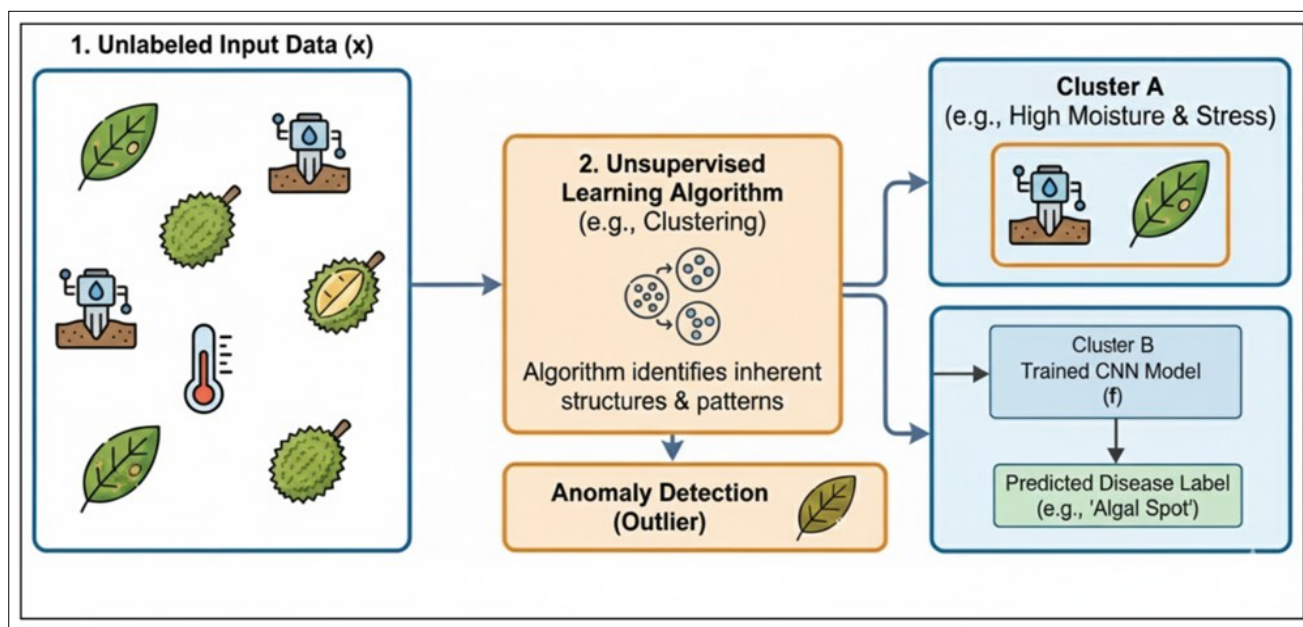 1. Unlabeled Input Data (x)
2. Unsupervised
Learning Algorithm
(e.g., Clustering)
Algorithm identifies inherent
structures & patterns
Anomaly Detection
(Outlier)
Cluster A
(e.g., High Moisture & Stress)
Cluster B
Trained CNN Model
(f)
Predicted Disease Label
(e.g., 'Algal Spot')